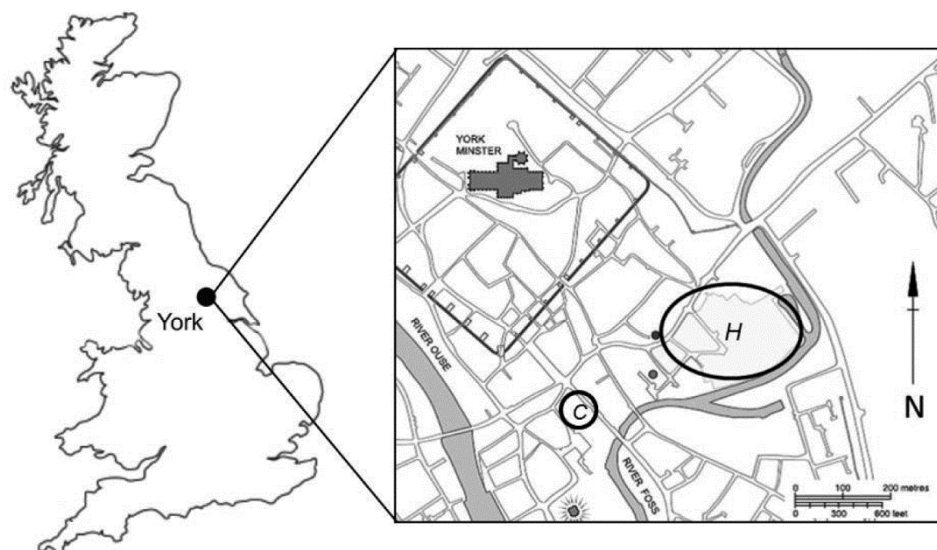 York
YORK
MINSTER
RIVER OUSE
H
C
RIVER FOSS
N
0 100 200 metres
0 300 600 feet